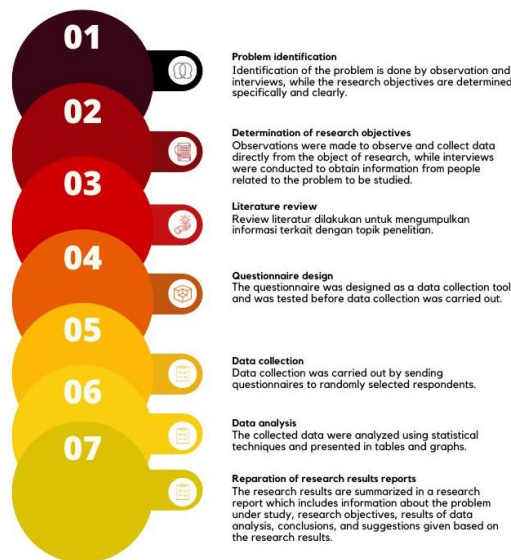 01
Problem identification
Identification of the problem is done by observation and
interviews, while the research objectives are determined
specifically and clearly.
02
Determination of research objectives
Observations were made to observe and collect data
directly from the object of research, while interviews
were conducted to obtain information from people
related to the problem to be studied.
03
Literature review
Review literatur dilakukan untuk mengumpulkan
informasi terkait dengan topik penelitian.
04
Questionnaire design
The questionnaire was designed as a data collection tool
and was tested before data collection was carried out.
05
Data collection
Data collection was carried out by sending
questionnaires to randomly selected respondents.
06
Data analysis
The collected data were analyzed using statistical
techniques and presented in tables and graphs.
07
Reparation of research results reports
The research results are summarized in a research
report which includes information about the problem
under study, research objectives, results of data
analysis, conclusions, and suggestions given based on
the research results.